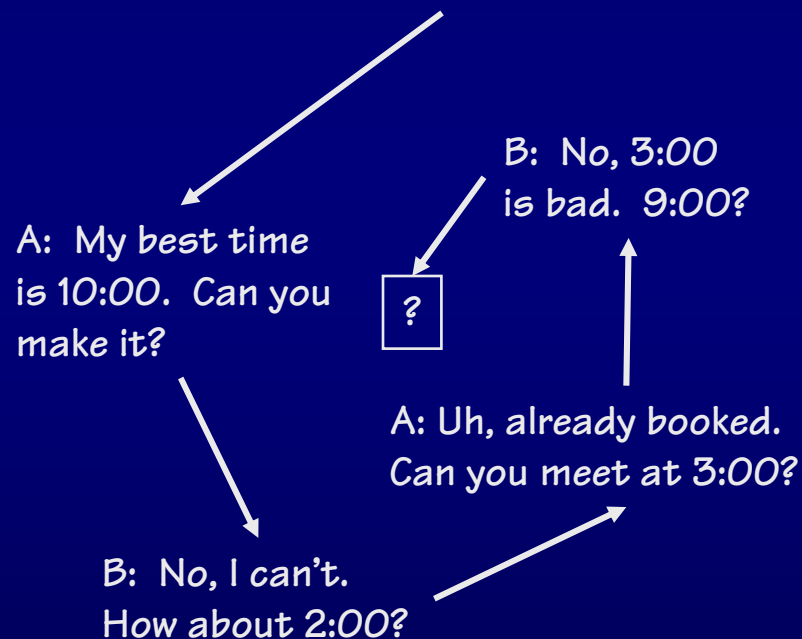 A: My best time
is 10:00. Can you
make it?
B: No, I can't.
How about 2:00?
A: Uh, already booked.
Can you meet at 3:00?
B: No, 3:00
is bad. 9:00?
?